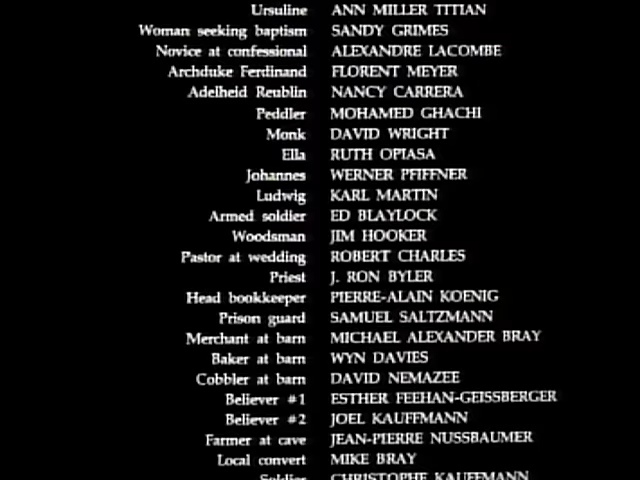 Ursuline ANN MILLER TITIAN
Woman seeking baptism SANDY GRIMES
Novice at confessional ALEXANDRE LACOMBE
Archduke Ferdinand FLORENT MEYER
Adelheid Reublin NANCY CARRERA
Peddler MOHAMED GHACHI
Monk DAVID WRIGHT
Ella RUTH OPIASA
Johannes WERNER PFIFFNER
Ludwig KARL MARTIN
Armed soldier ED BLAYLOCK
Woodsman JIM HOOKER
Pastor at wedding ROBERT CHARLES
Priest J. RON BYLER
Head bookkeeper PIERRE-ALAIN KOENIG
Prison guard SAMUEL SALTZMANN
Merchant at barn MICHAEL ALEXANDER BRAY
Baker at barn WYN DAVIES
Cobbler at barn DAVID NEMAZEE
Believer #1 ESTHER FEEHAN-GEISSBERGER
Believer #2 JOEL KAUFFMANN
Farmer at cave JEAN-PIERRE NUSSBAUMER
Local convert MIKE BRAY
Soldier CHRISTOPHE KAUFFMANN